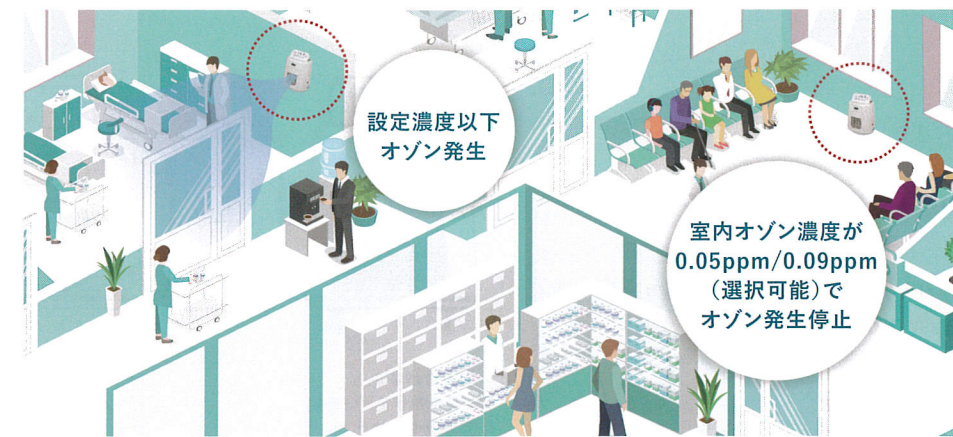 設定濃度以下
オゾン発生
室内オゾン濃度が
0.05ppm/0.09ppm
(選択可能)で
オゾン発生停止